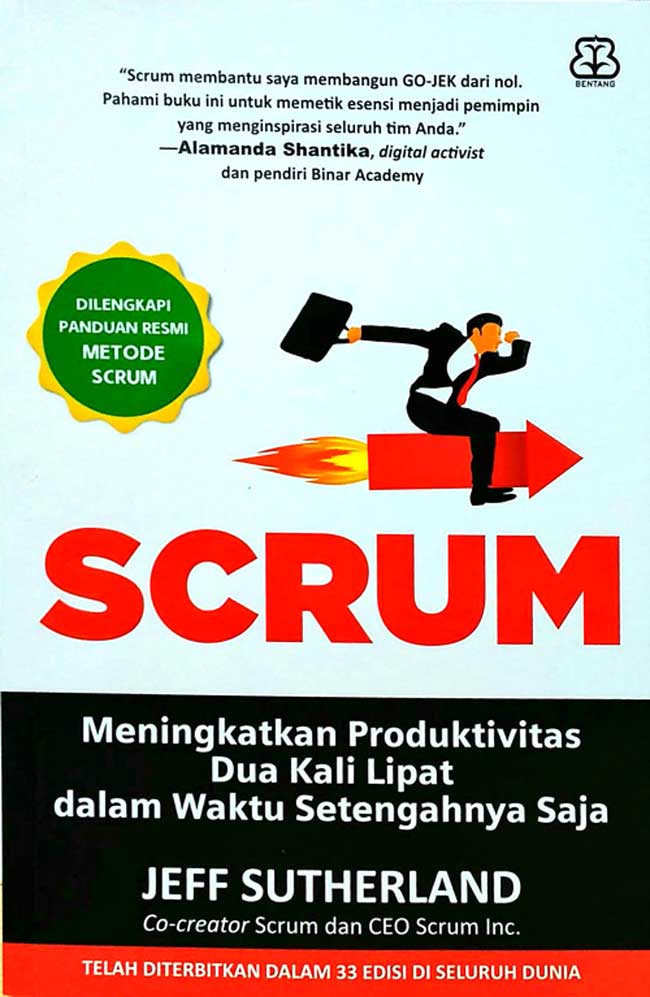 “Scrum membantu saya membangun GO-JEK dari nol.
Pahami buku ini untuk memetik esensi menjadi pemimpin
yang menginspirasi seluruh tim Anda.”
—Alamanda Shantika, digital activist
dan pendiri Binar Academy
BENTANG
DILENGKAPI
PANDUAN RESMI
METODE
SCRUM
SCRUM
Meningkatkan Produktivitas
Dua Kali Lipat
dalam Waktu Setengahnya Saja
JEFF SUTHERLAND
Co-creator Scrum dan CEO Scrum Inc.
TELAH DITERBITKAN DALAM 33 EDISI DI SELURUH DUNIA